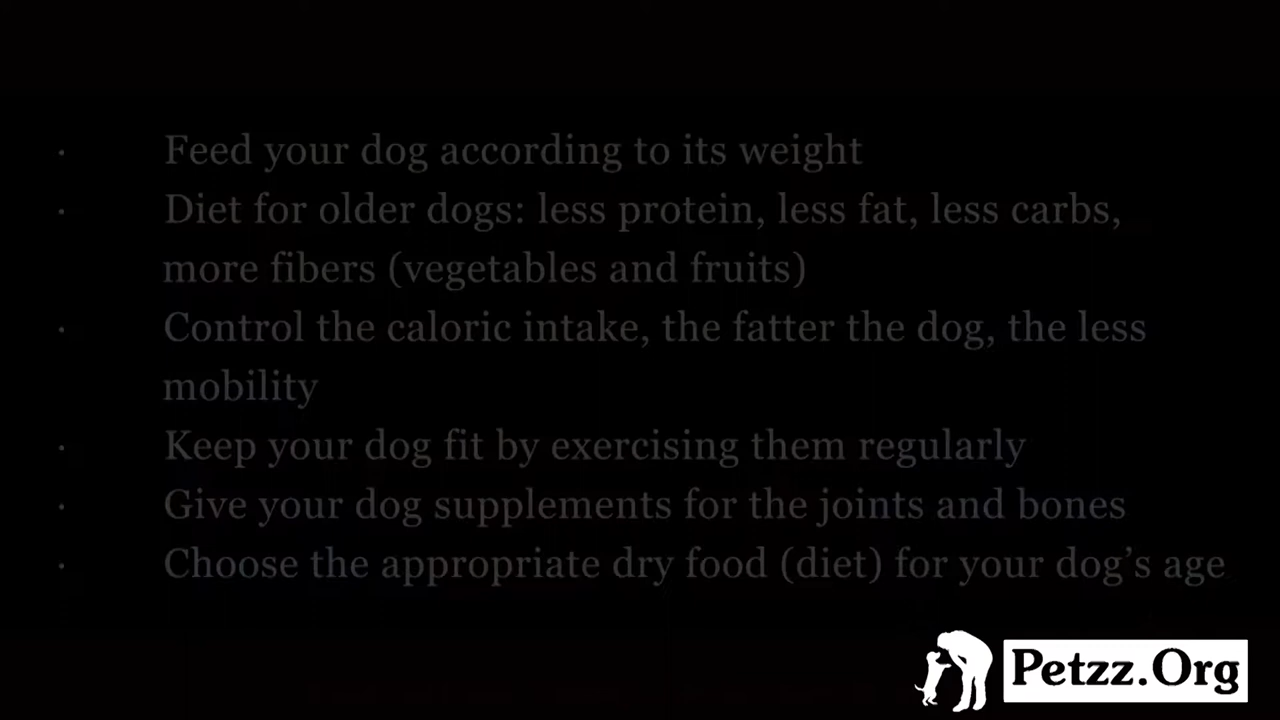 · Feed your dog according to its weight
· Diet for older dogs: less protein, less fat, less carbs,
more fibers (vegetables and fruits)
· Control the caloric intake, the fatter the dog, the less
mobility
· Keep your dog fit by exercising them regularly
· Give your dog supplements for the joints and bones
· Choose the appropriate dry food (diet) for your dog’s age
Petzz.Org